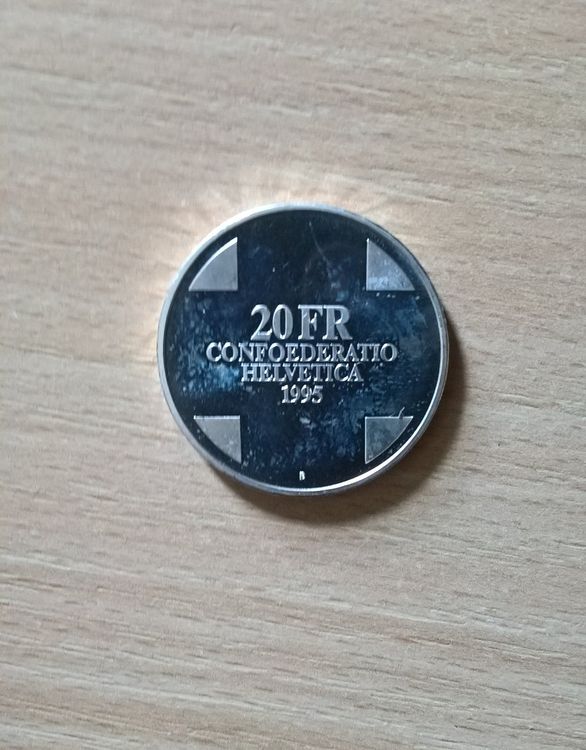 20 FR
CONFOEDERATIO
HELVETICA
1995
B